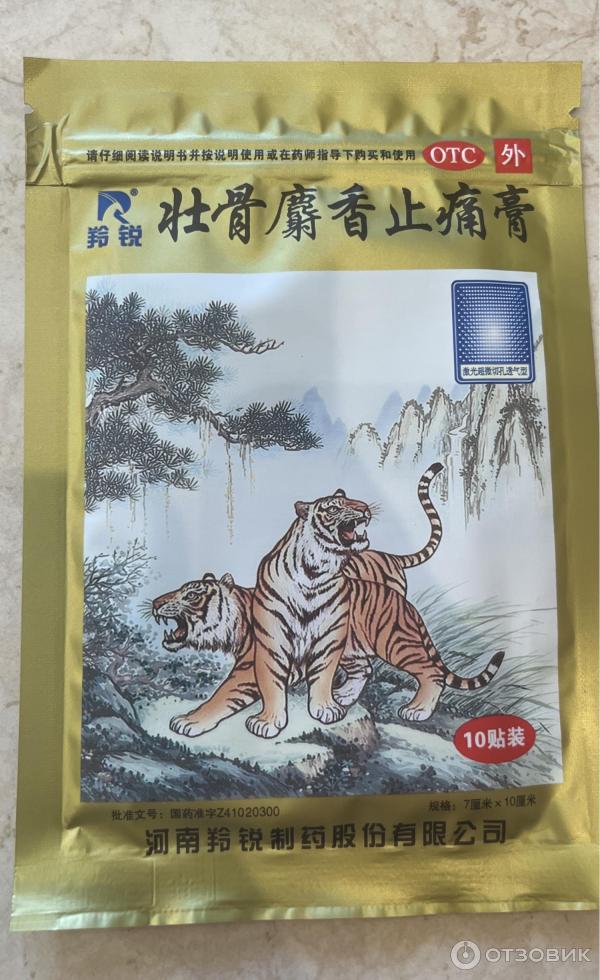 请仔细阅读说明书并按说明使用或在药师指导下购买和使用 OTC 外
羚锐 壮骨麝香止痛膏
激光超微切孔透气型
10贴装
批准文号：国药准字Z41020300 规格：7厘米×10厘米
河南羚锐制药股份有限公司
ОТЗОВИК